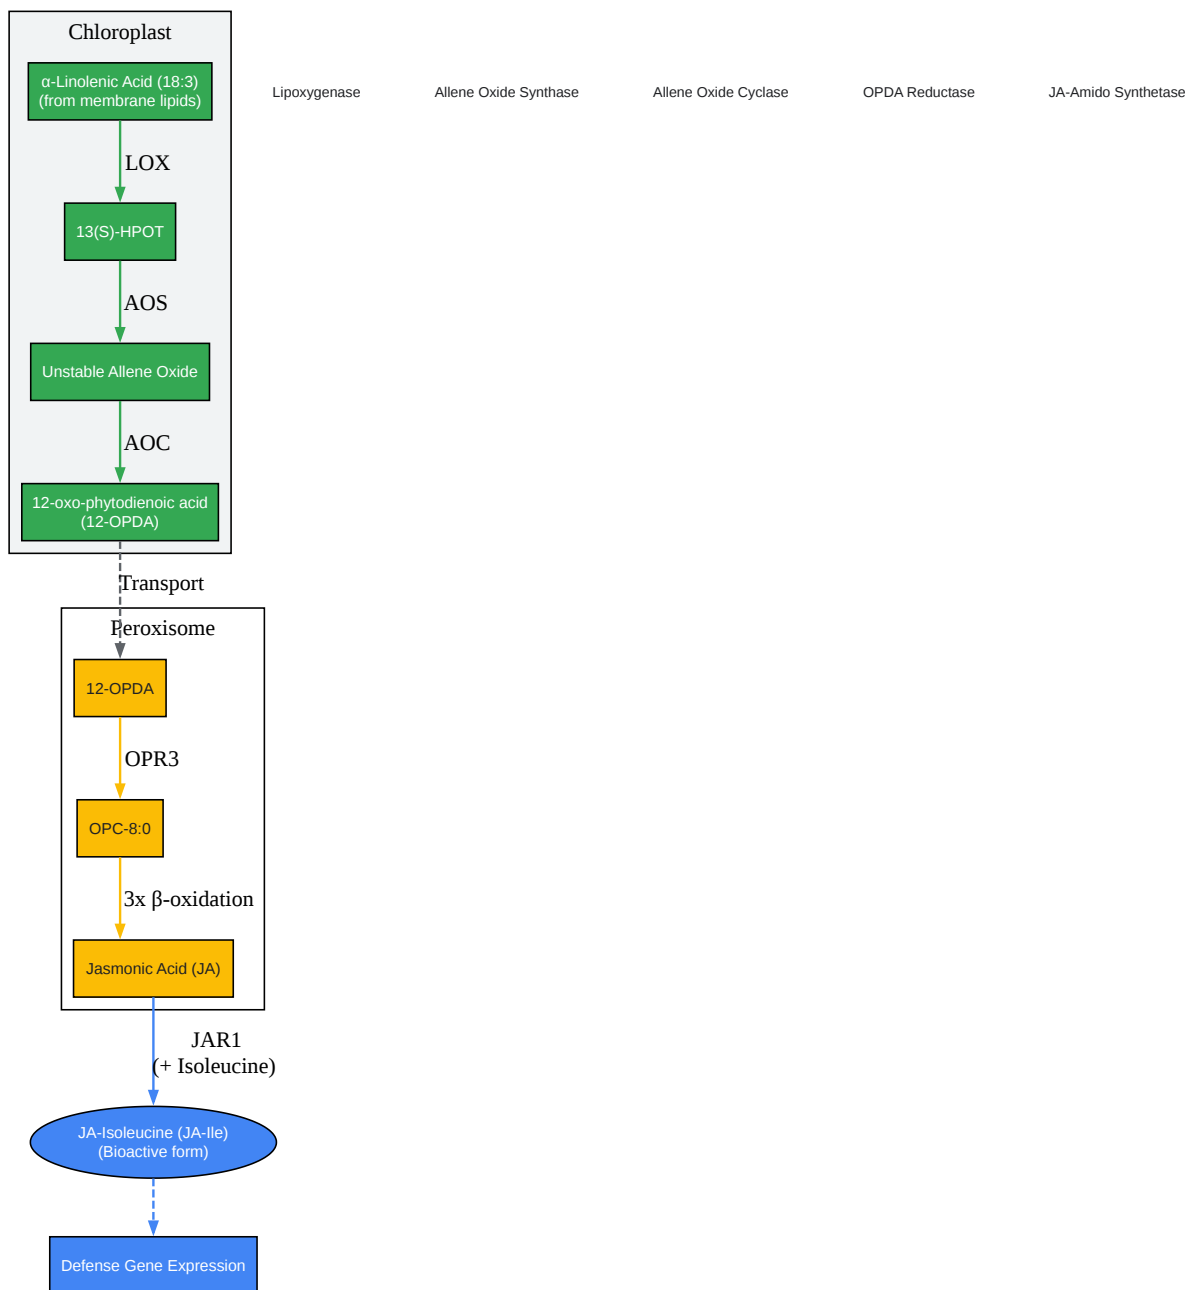 Chloroplast
α-Linolenic Acid (18:3)
(from membrane lipids)
Lipoxygenase
Allene Oxide Synthase
Allene Oxide Cyclase
OPDA Reductase
JA-Amido Synthetase
LOX
13(S)-HPOT
AOS
Unstable Allene Oxide
AOC
12-oxo-phytodienoic acid
(12-OPDA)
Transport
Peroxisome
12-OPDA
OPR3
OPC-8:0
3x β-oxidation
Jasmonic Acid (JA)
JAR1
(+ Isoleucine)
JA-Isoleucine (JA-Ile)
(Bioactive form)
Defense Gene Expression